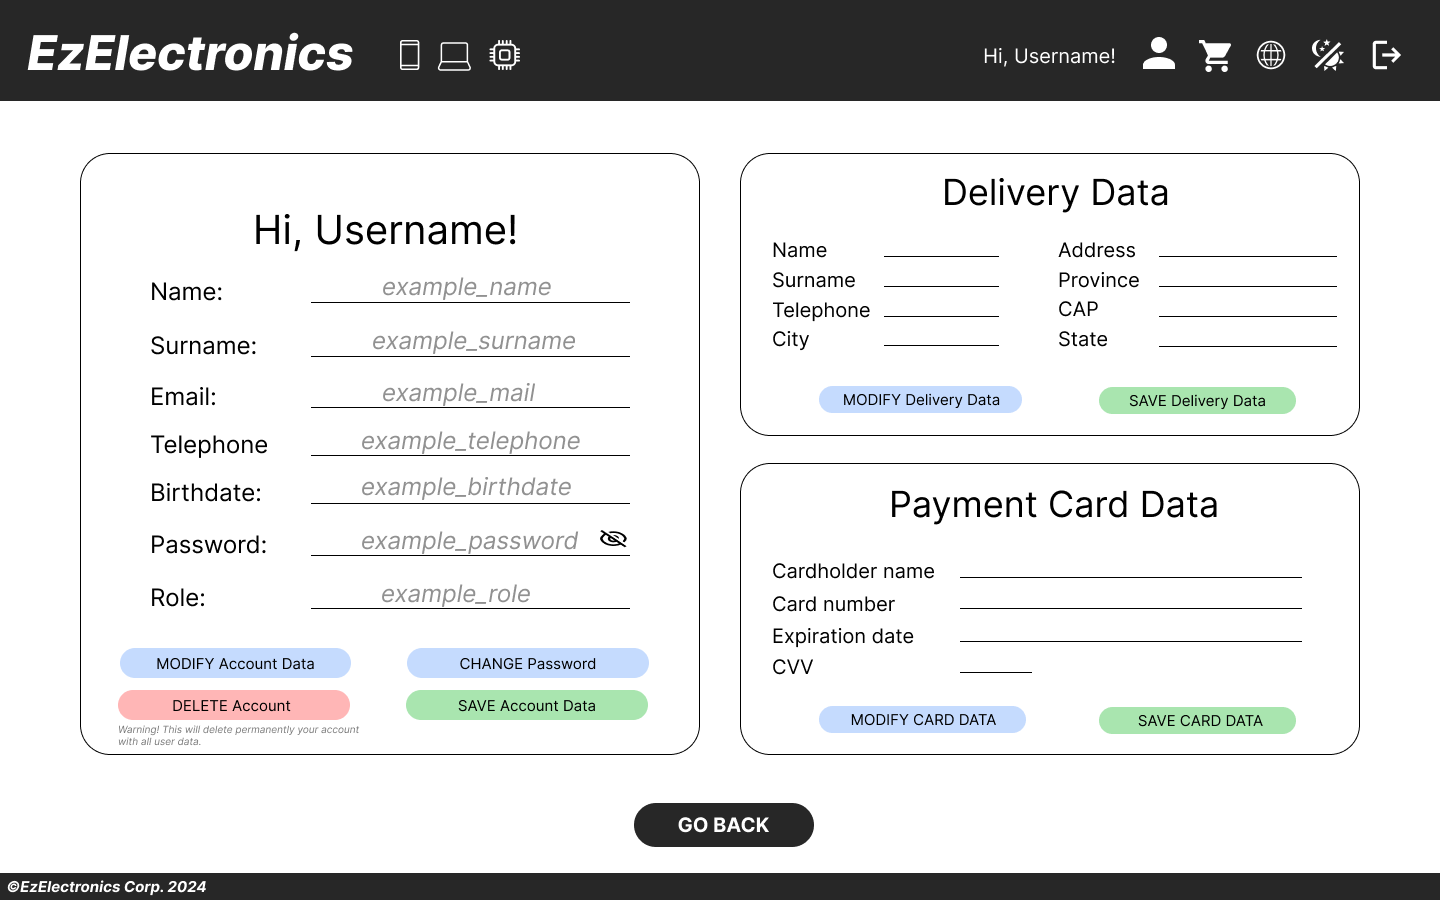 EzElectronics
Hi, Username!
Hi, Username!
Name: example_name
Surname: example_surname
Email: example_mail
Telephone example_telephone
Birthdate: example_birthdate
Password: example_password
Role: example_role
MODIFY Account Data
CHANGE Password
DELETE Account
SAVE Account Data
Warning! This will delete permanently your account
with all user data.
Delivery Data
Name
Address
Surname
Province
Telephone
CAP
City
State
MODIFY Delivery Data
SAVE Delivery Data
Payment Card Data
Cardholder name
Card number
Expiration date
CVV
MODIFY CARD DATA
SAVE CARD DATA
GO BACK
©EzElectronics Corp. 2024